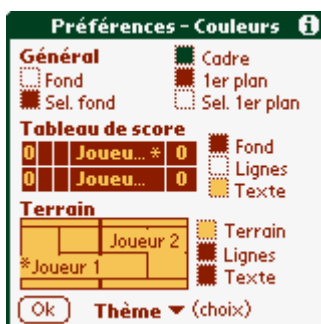 Préférences - Couleurs
Général
Cadre
Fond
1er plan
Sel. fond
Sel. 1er plan
Tableau de score
0 Joueu... * 0
0 Joueu... 0
Fond
Lignes
Texte
Terrain
Joueur 2
*Joueur 1
Terrain
Lignes
Texte
Ok Thème (choix)